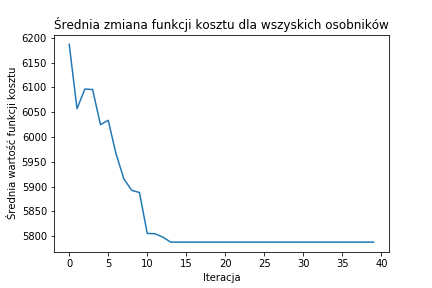 Średnia zmiana funkcji kosztu dla wszyskich osobników
6200
6150
6100
6050
6000
5950
5900
5850
5800
Średnia wartość funkcji kosztu
0 5 10 15 20 25 30 35 40
Iteracja